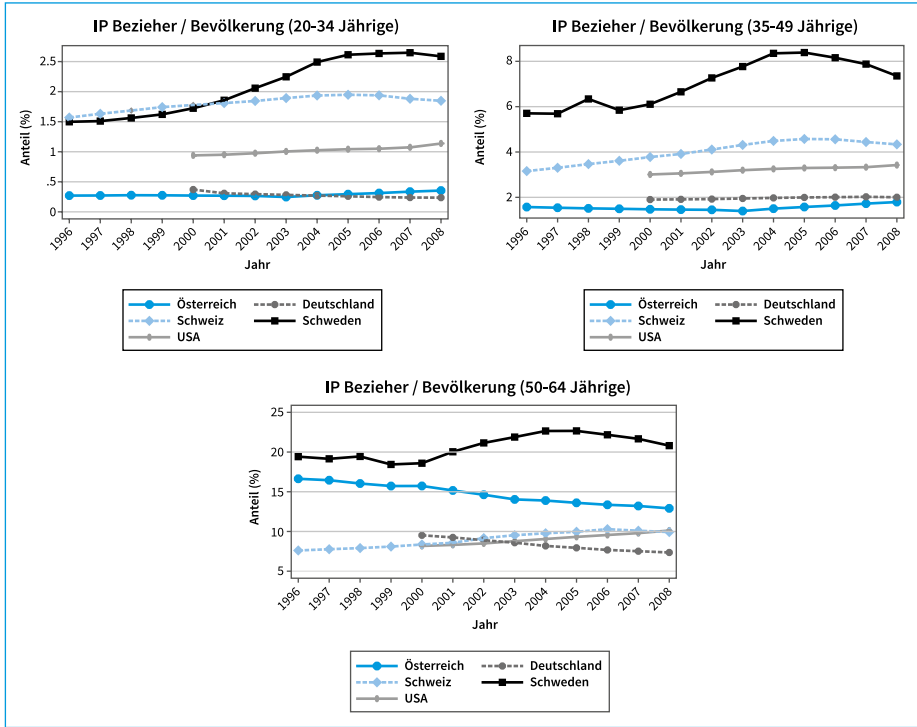 IP Bezieher / Bevölkerung (20-34 Jährige)
Anteil (%)
2.5
2
1.5
1
.5
0
1996 1997 1998 1999 2000 2001 2002 2003 2004 2005 2006 2007 2008
Jahr
Österreich Deutschland
Schweiz Schweden
USA
IP Bezieher / Bevölkerung (35-49 Jährige)
Anteil (%)
8
6
4
2
1996 1997 1998 1999 2000 2001 2002 2003 2004 2005 2006 2007 2008
Jahr
Österreich Deutschland
Schweiz Schweden
USA
IP Bezieher / Bevölkerung (50-64 Jährige)
Anteil (%)
25
20
15
10
5
1996 1997 1998 1999 2000 2001 2002 2003 2004 2005 2006 2007 2008
Jahr
Österreich Deutschland
Schweiz Schweden
USA